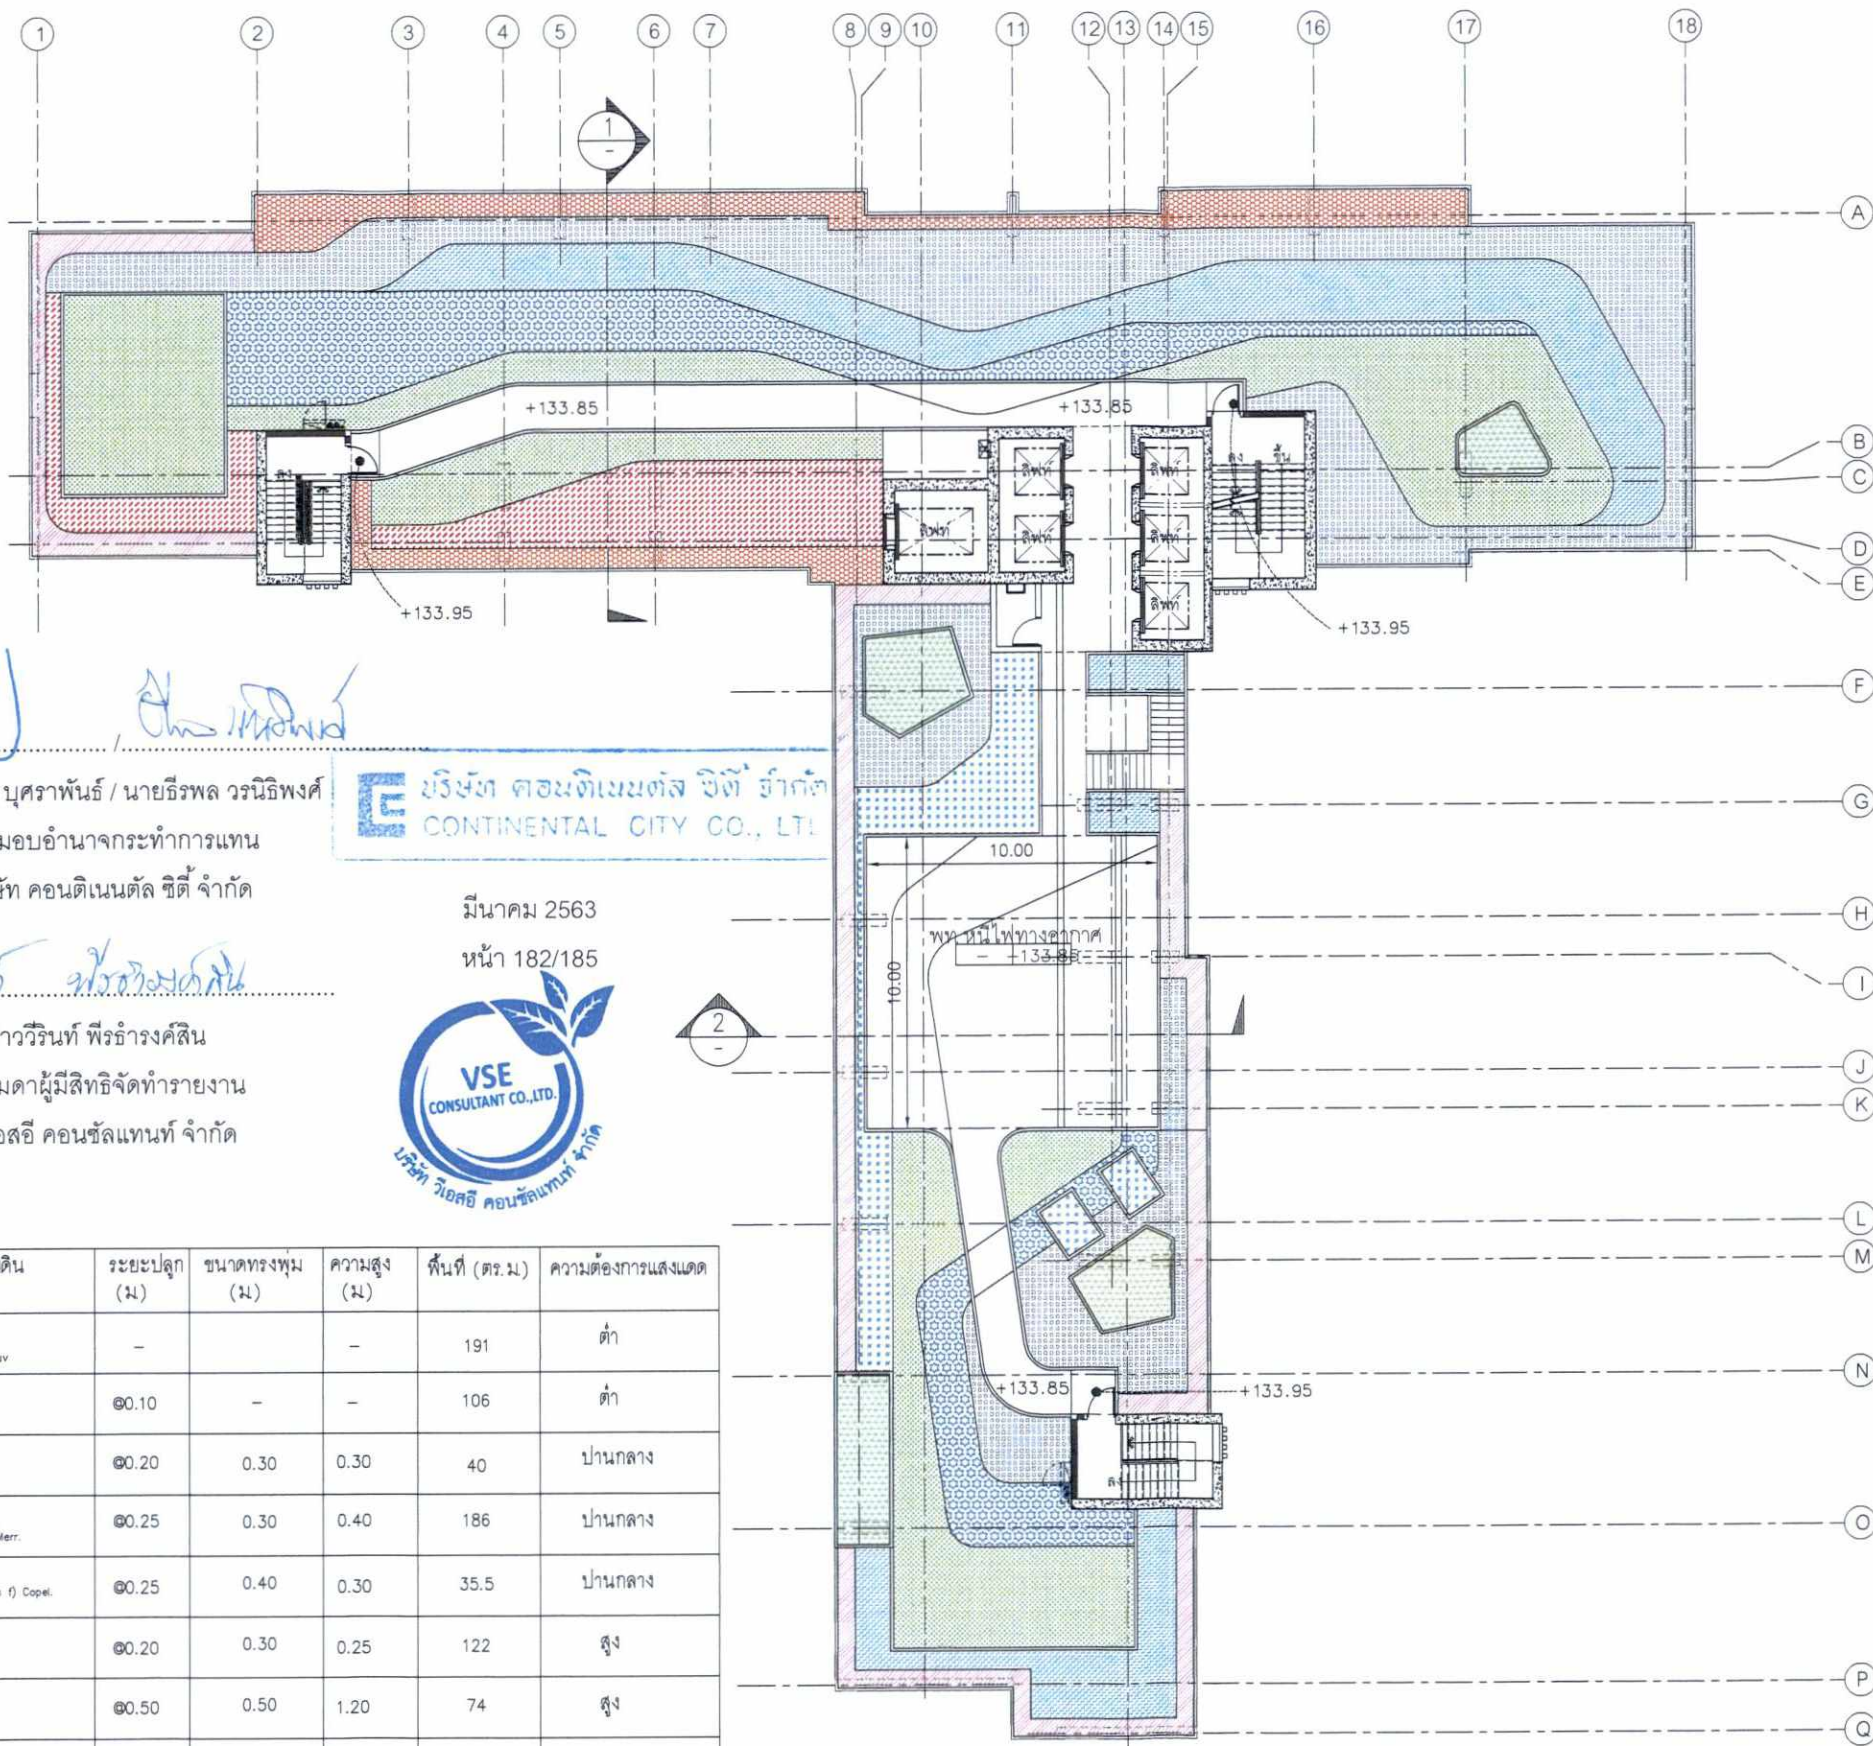 1 2 3 4 5 6 7 8 9 10 11 12 13 14 15 16 17 18
1
-
A
+133.85
+133.85
B
C
ลง
ลง ขึ้น
ลิฟท์ ลิฟท์
ลิฟท์ ลิฟท์ ลิฟท์
D
E
ลิฟท์
+133.95
+133.95
F
บุศราพันธ์ / นายธีรพล วรนิธิพงศ์
บริษัท คอนติเนนตัล ซิตี้ จำกัด
CONTINENTAL CITY CO., LT
G
มอบอำนาจกระทำการแทน
ษัท คอนติเนนตัล ซิตี้ จำกัด
10.00
มีนาคม 2563
H
พท.หนีไฟทางอากาศ
+133.85
หน้า 182/185
10.00
I
2
-
าววีรินท์ พีรธำรงค์สิน
J
มดาผู้มีสิทธิจัดทำรายงาน
K
อสอี คอนซัลแทนท์ จำกัด
VSE
CONSULTANT CO.,LTD.
บริษัท วีเอสอี คอนซัลแทนท์ จำกัด
L
M
ดิน ระยะปลูก (ม) ขนาดทรงพุ่ม (ม) ความสูง (ม) พื้นที่ (ตร.ม.) ความต้องการแสงแดด
- - 191 ต่ำ
N
+133.85
+133.95
@0.10 - - 106 ต่ำ
@0.20 0.30 0.30 40 ปานกลาง
ลง
@0.25 0.30 0.40 186 ปานกลาง
Merr.
O
f) Copel. @0.25 0.40 0.30 35.5 ปานกลาง
@0.20 0.30 0.25 122 สูง
@0.50 0.50 1.20 74 สูง
P
Q